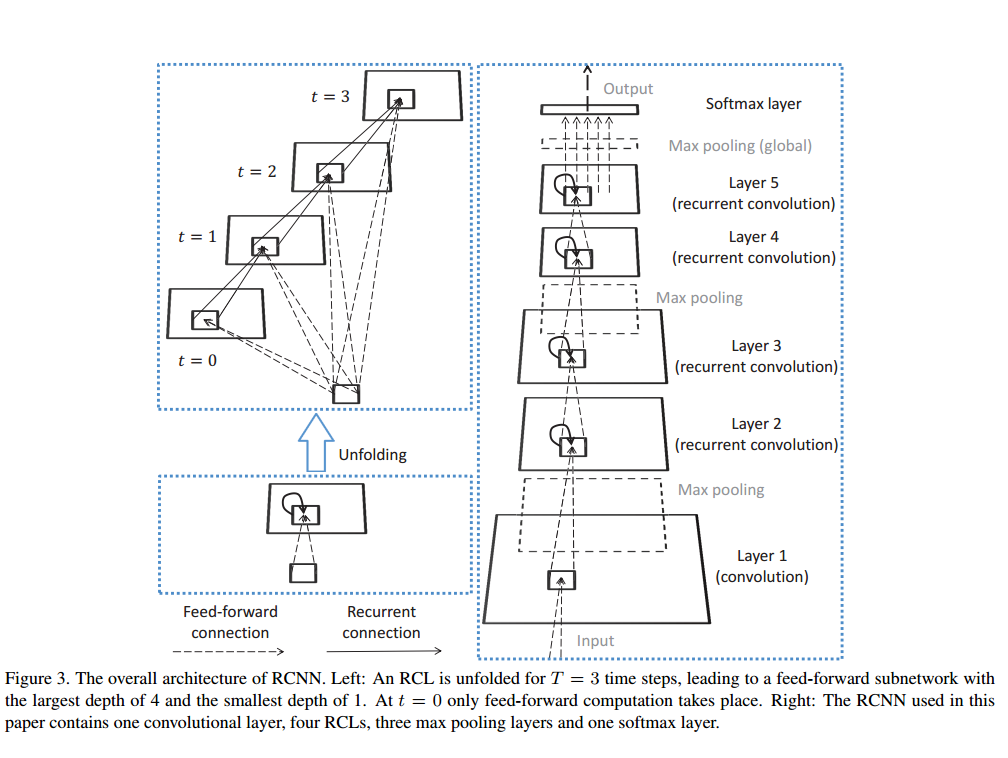 t = 3
t = 2
t = 1
t = 0
Unfolding
Feed-forward
connection
Recurrent
connection
Output
Softmax layer
Max pooling (global)
Layer 5
(recurrent convolution)
Layer 4
(recurrent convolution)
Max pooling
Layer 3
(recurrent convolution)
Layer 2
(recurrent convolution)
Max pooling
Layer 1
(convolution)
Input
Figure 3. The overall architecture of RCNN. Left: An RCL is unfolded for T = 3 time steps, leading to a feed-forward subnetwork with
the largest depth of 4 and the smallest depth of 1. At t = 0 only feed-forward computation takes place. Right: The RCNN used in this
paper contains one convolutional layer, four RCLs, three max pooling layers and one softmax layer.